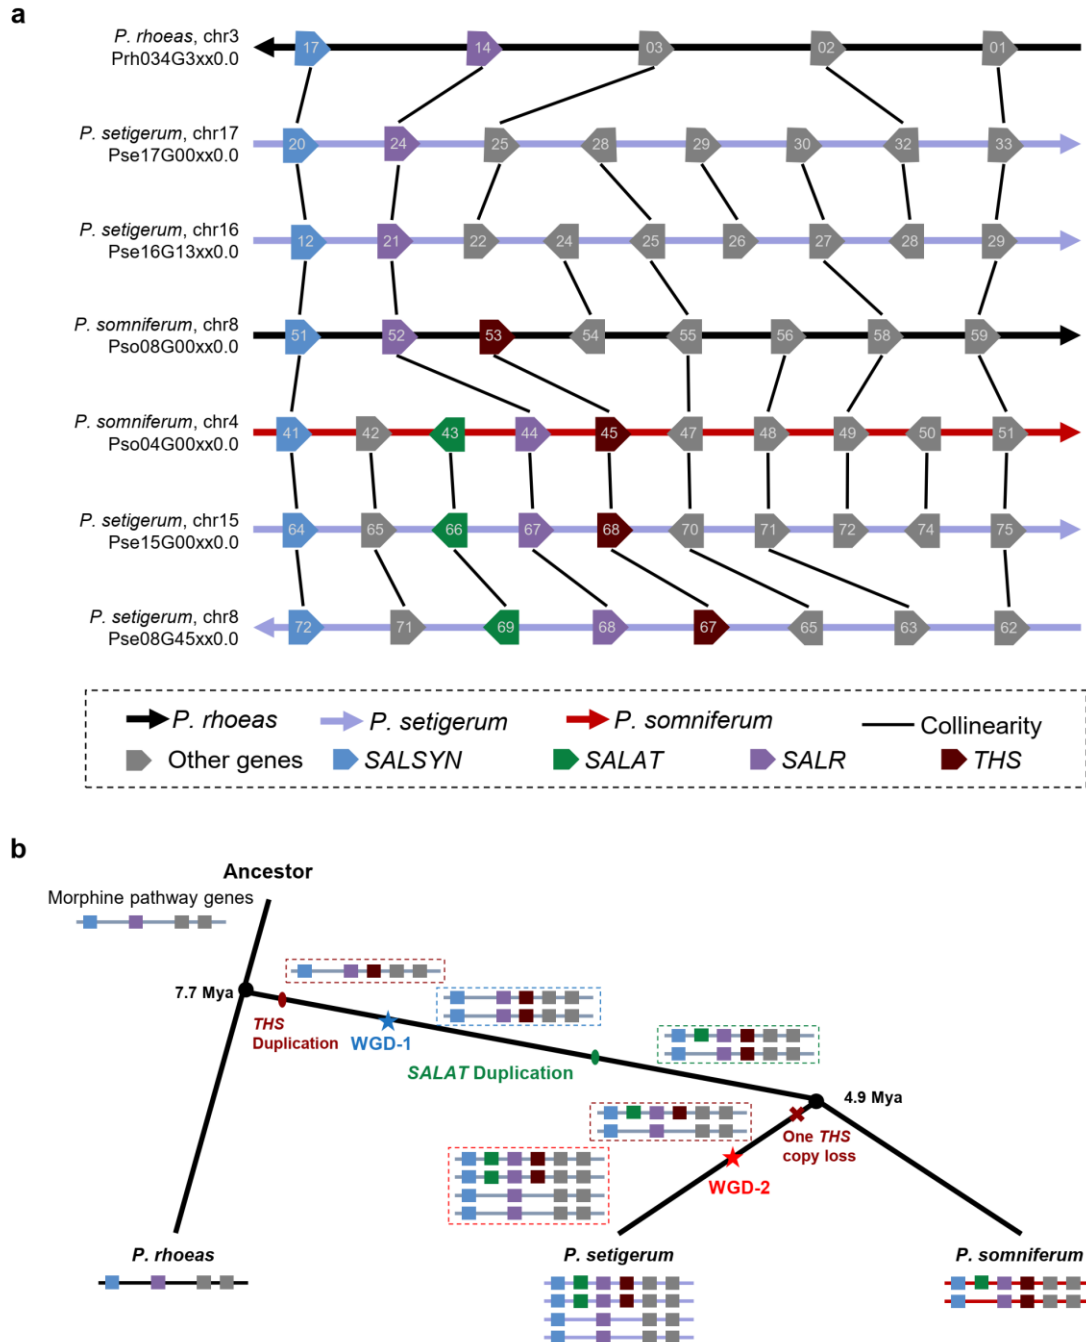 a
P. rhoeas, chr3
Prh034G3xx0.0
17 14 03 02 01
P. setigerum, chr17
Pse17G00xx0.0
20 24 25 28 29 30 32 33
P. setigerum, chr16
Pse16G13xx0.0
12 21 22 24 25 26 27 28 29
P. somniferum, chr8
Pso08G00xx0.0
51 52 53 54 55 56 58 59
P. somniferum, chr4
Pso04G00xx0.0
41 42 43 44 45 47 48 49 50 51
P. setigerum, chr15
Pse15G00xx0.0
64 65 66 67 68 70 71 72 74 75
P. setigerum, chr8
Pse08G45xx0.0
72 71 69 68 67 65 63 62
P. rhoeas P. setigerum P. somniferum Collinearity
Other genes SALSYN SALAT SALR THS
b
Ancestor
Morphine pathway genes
7.7 Mya
THS
Duplication
WGD-1
SALAT Duplication
4.9 Mya
One THS
copy loss
WGD-2
P. rhoeas
P. setigerum
P. somniferum